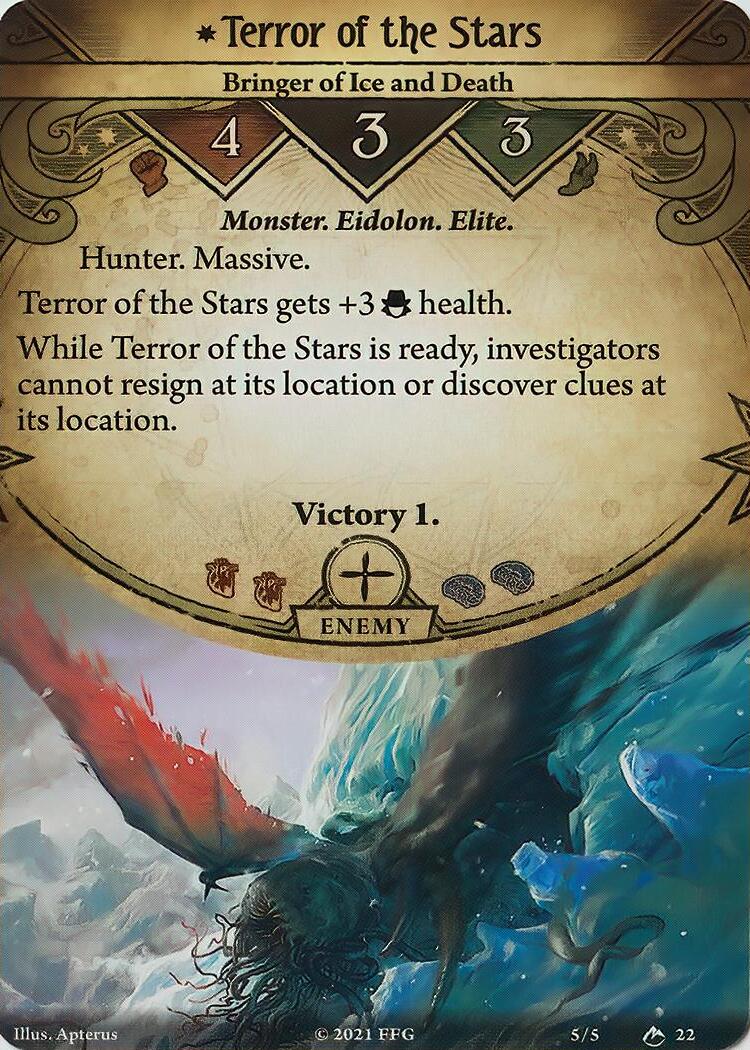 Terror of the Stars
Bringer of Ice and Death
4 3 3
Monster. Eidolon. Elite.
Hunter. Massive.
Terror of the Stars gets +3 health.
While Terror of the Stars is ready, investigators
cannot resign at its location or discover clues at
its location.
Victory 1.
ENEMY
Illus. Apterus © 2021 FFG 5/5 22